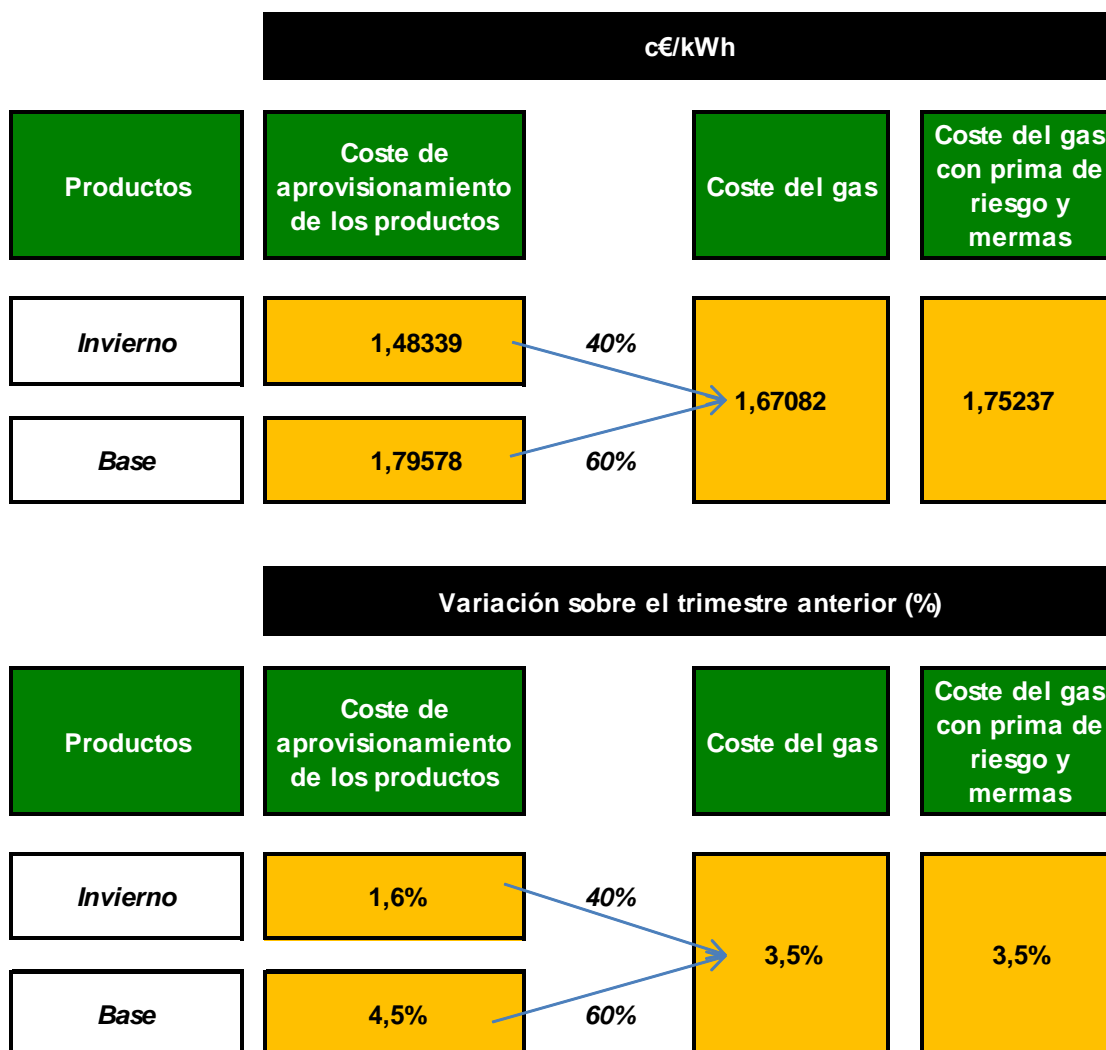 c€/kWh
Productos
Coste de
aprovisionamiento
de los productos
Coste del gas
Coste del gas
con prima de
riesgo y
mermas
Invierno
1,48339
40%
1,67082
1,75237
Base
1,79578
60%
Variación sobre el trimestre anterior (%)
Productos
Coste de
aprovisionamiento
de los productos
Coste del gas
Coste del gas
con prima de
riesgo y
mermas
Invierno
1,6%
40%
3,5%
3,5%
Base
4,5%
60%